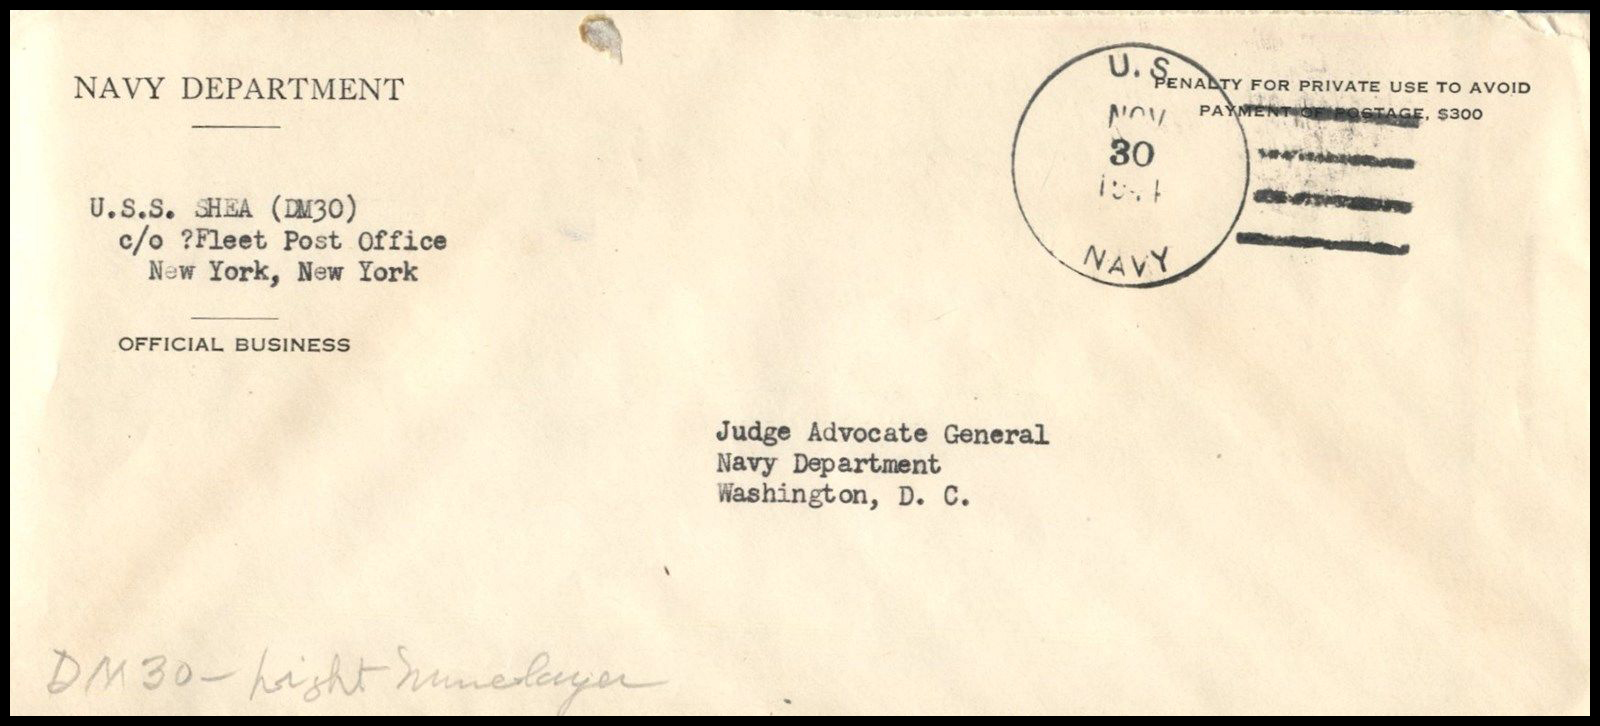 NAVY DEPARTMENT
U.S.S. SHEA (DM30)
c/o ?Fleet Post Office
New York, New York
OFFICIAL BUSINESS
U.S.
NOV
30
1944
NAVY
PENALTY FOR PRIVATE USE TO AVOID
PAYMENT OF POSTAGE, $300
Judge Advocate General
Navy Department
Washington, D. C.
DM30 - Light Minelayer